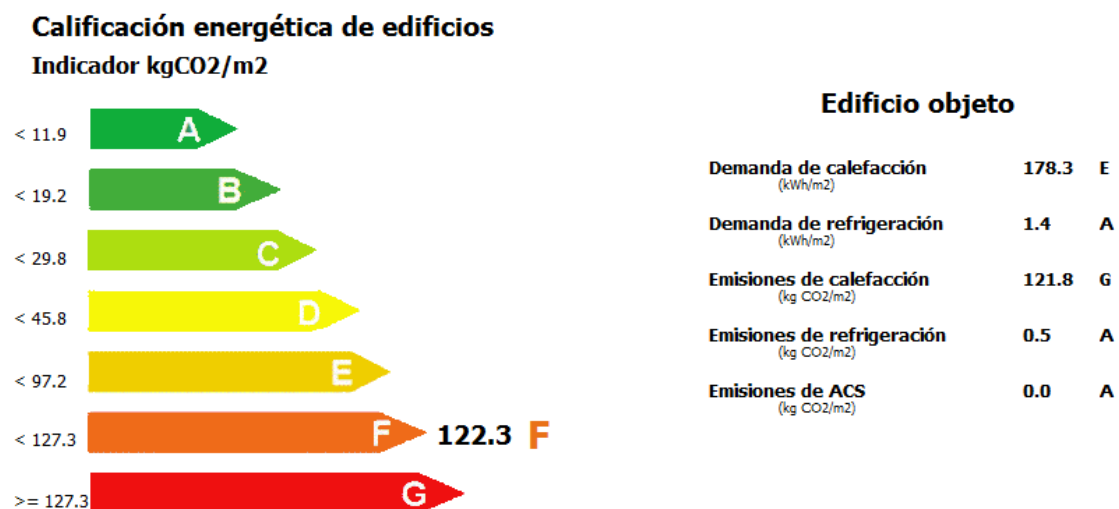 Calificación energética de edificios
Indicador kgCO2/m2
< 11.9 A
< 19.2 B
< 29.8 C
< 45.8 D
< 97.2 E
< 127.3 F 122.3 F
>= 127.3 G
Edificio objeto
Demanda de calefacción 178.3 E
(kWh/m2)
Demanda de refrigeración 1.4 A
(kWh/m2)
Emisiones de calefacción 121.8 G
(kg CO2/m2)
Emisiones de refrigeración 0.5 A
(kg CO2/m2)
Emisiones de ACS 0.0 A
(kg CO2/m2)